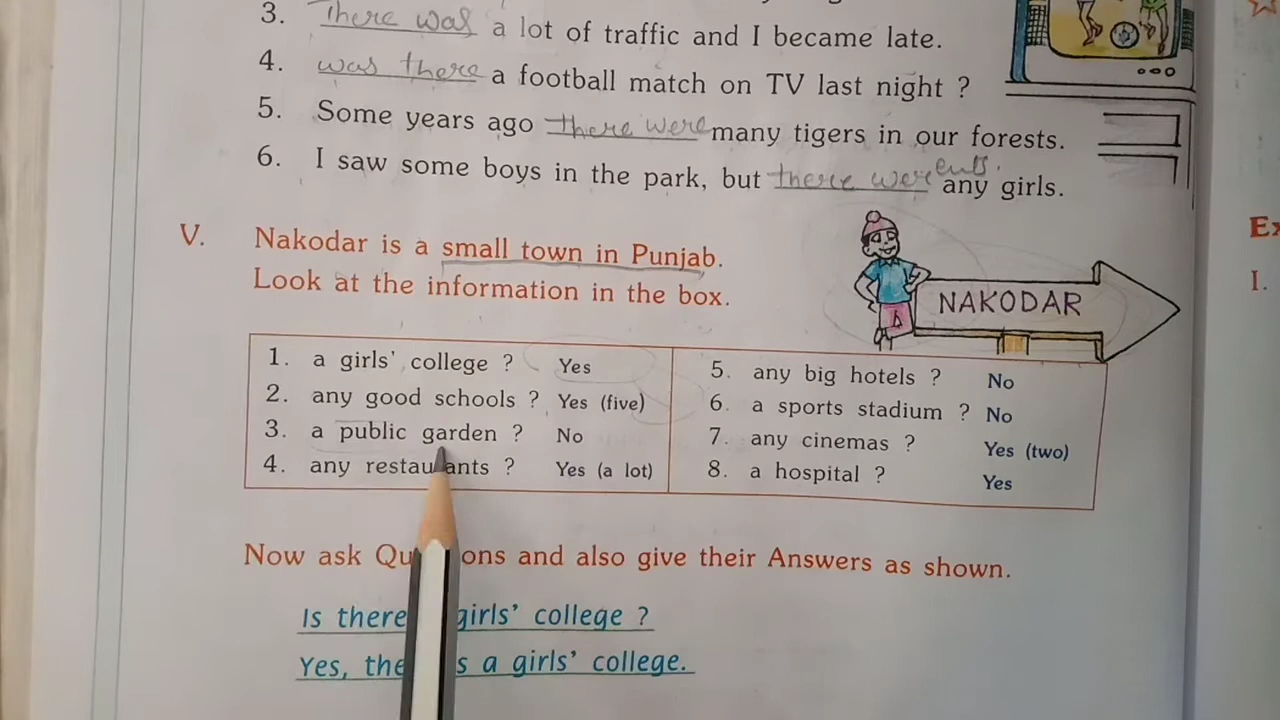 3. There was a lot of traffic and I became late.
4. was there a football match on TV last night ?
5. Some years ago there were many tigers in our forests.
6. I saw some boys in the park, but there were any girls.
V. Nakodar is a small town in Punjab.
Look at the information in the box.
NAKODAR
1. a girls' college ? Yes
2. any good schools ? Yes (five)
3. a public garden ? No
4. any restau ants ? Yes (a lot)
5. any big hotels ? No
6. a sports stadium ? No
7. any cinemas ? Yes (two)
8. a hospital ? Yes
Now ask Qu ons and also give their Answers as shown.
Is there girls' college ?
Yes, the s a girls' college.
Ex
I.